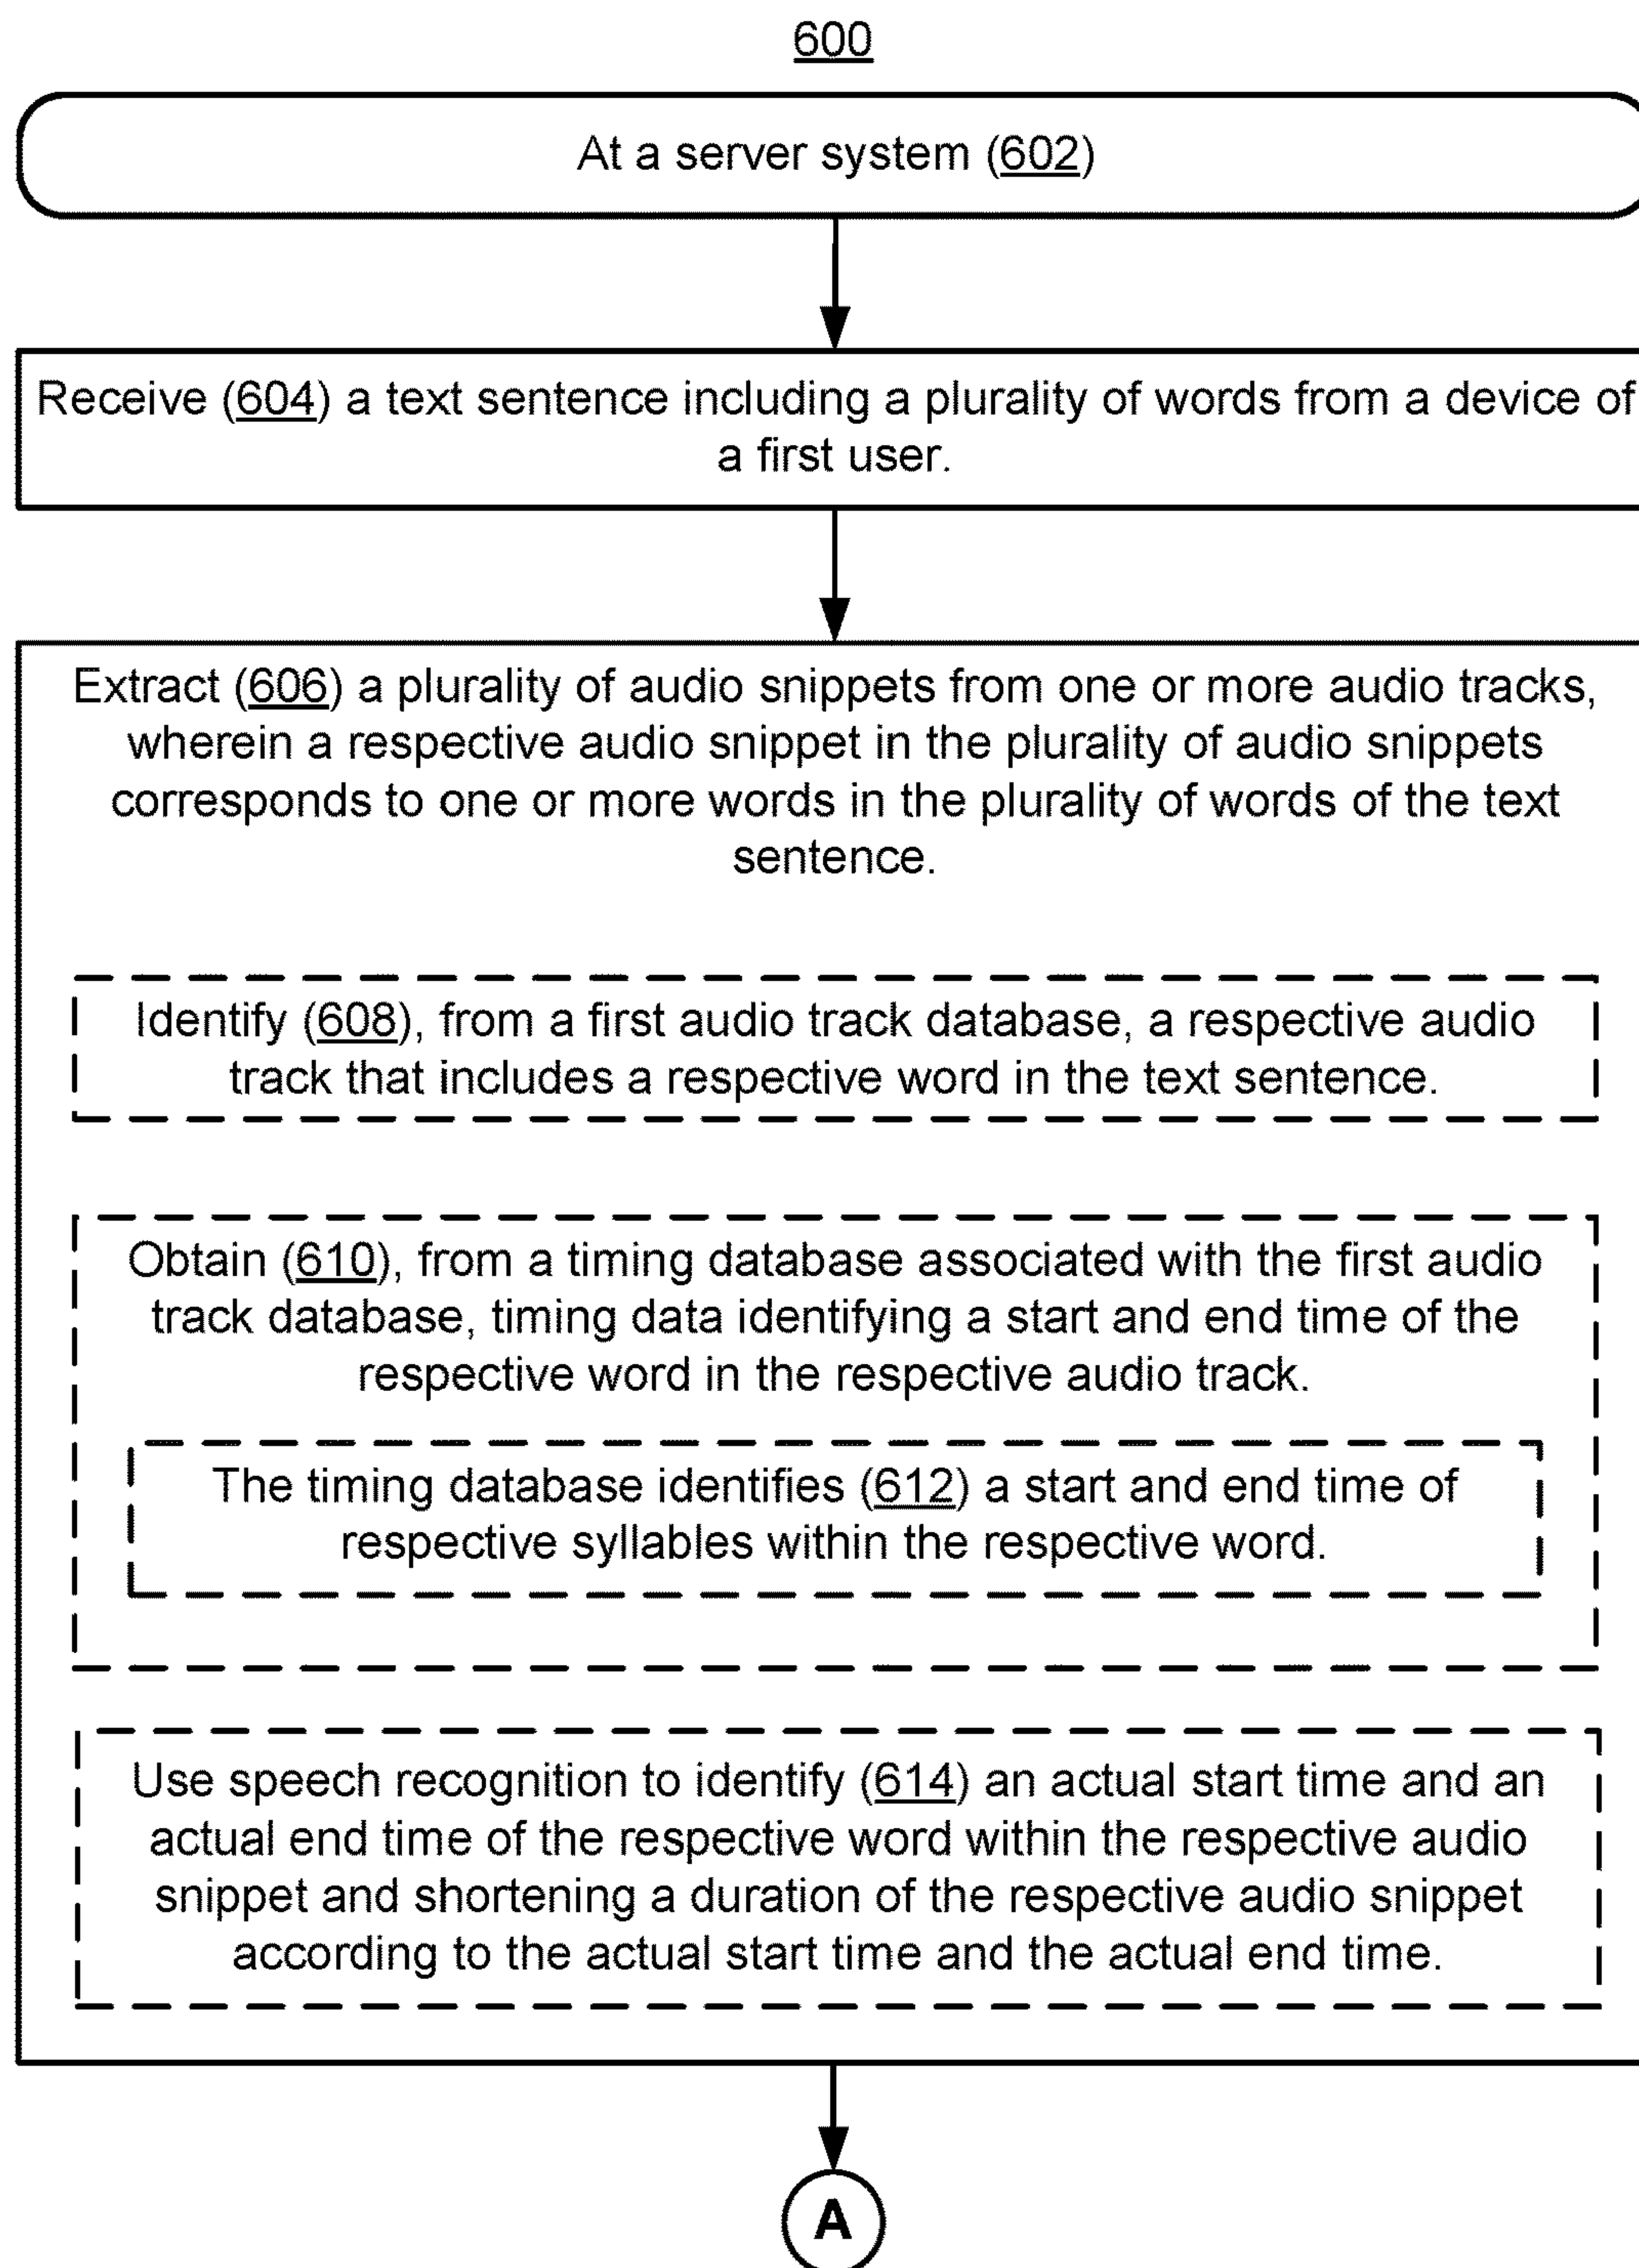 600
At a server system (602)
Receive (604) a text sentence including a plurality of words from a device of
a first user.
Extract (606) a plurality of audio snippets from one or more audio tracks,
wherein a respective audio snippet in the plurality of audio snippets
corresponds to one or more words in the plurality of words of the text
sentence.
Identify (608), from a first audio track database, a respective audio
track that includes a respective word in the text sentence.
Obtain (610), from a timing database associated with the first audio
track database, timing data identifying a start and end time of the
respective word in the respective audio track.
The timing database identifies (612) a start and end time of
respective syllables within the respective word.
Use speech recognition to identify (614) an actual start time and an
actual end time of the respective word within the respective audio
snippet and shortening a duration of the respective audio snippet
according to the actual start time and the actual end time.
A